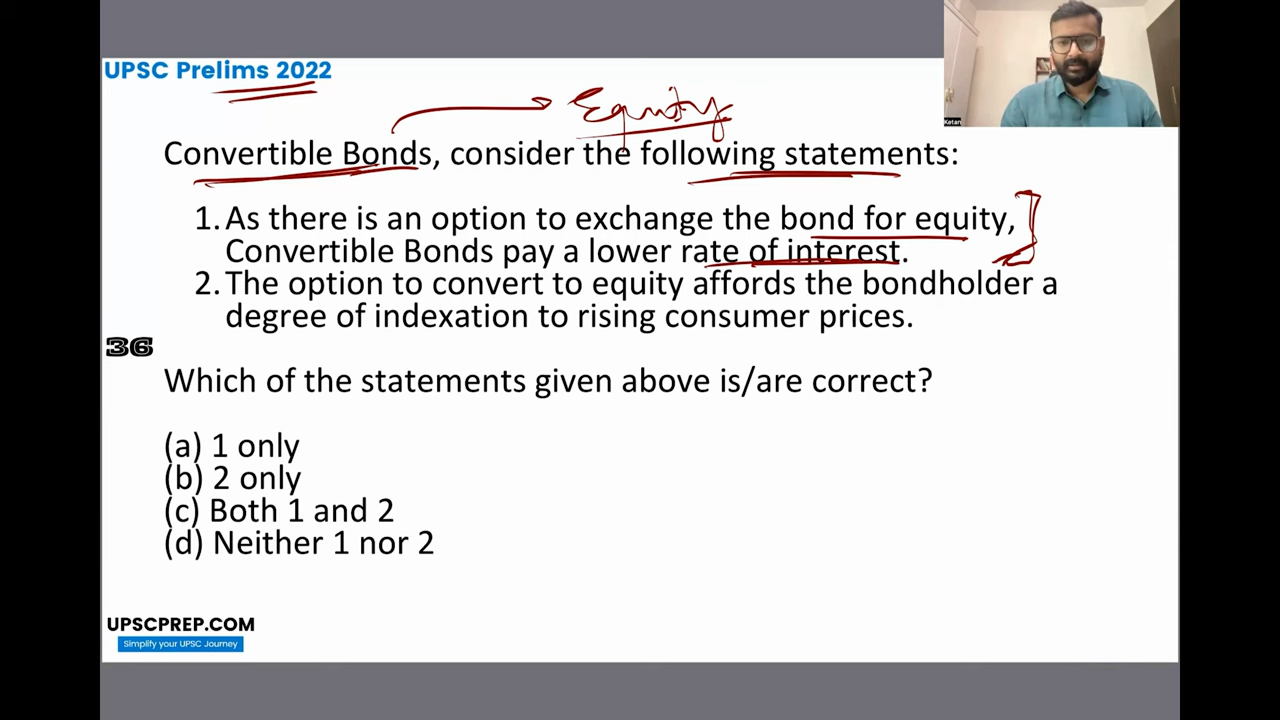 UPSC Prelims 2022
Equity
Convertible Bonds, consider the following statements:
1. As there is an option to exchange the bond for equity,
Convertible Bonds pay a lower rate of interest.
2. The option to convert to equity affords the bondholder a
degree of indexation to rising consumer prices.
36
Which of the statements given above is/are correct?
(a) 1 only
(b) 2 only
(c) Both 1 and 2
(d) Neither 1 nor 2
UPSCPREP.COM
Simplify your UPSC Journey
Ketan